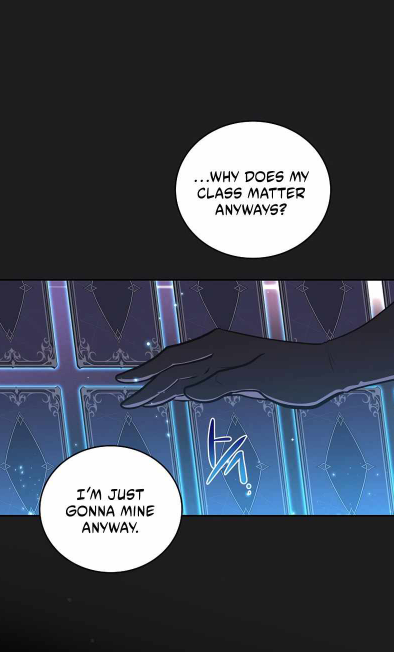 ...WHY DOES MY
CLASS MATTER
ANYWAYS?
I'M JUST
GONNA MINE
ANYWAY.